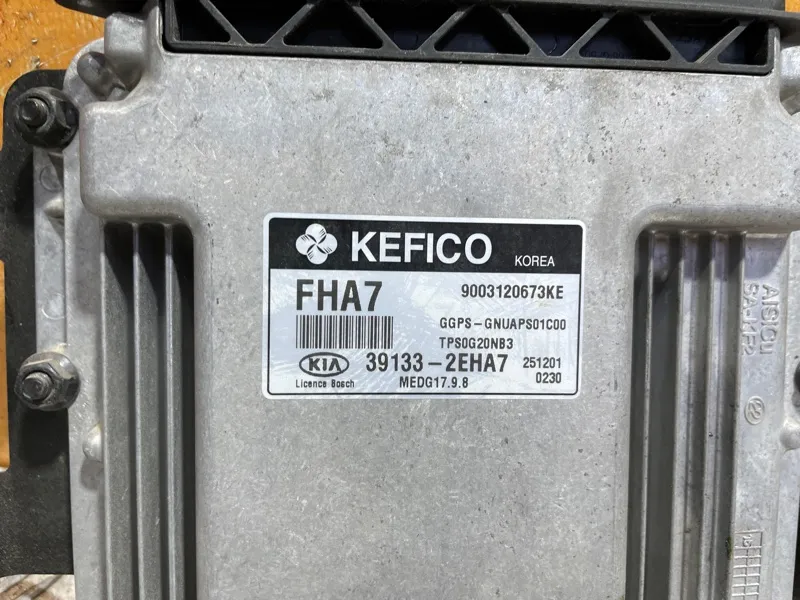 KEFICO KOREA
FHA7 9003120673KE
GGPS-GNUAPS01C00
TPS0G20NB3
KIA 39133-2EHA7 251201
Licence Bosch MEDG17.9.8 0230